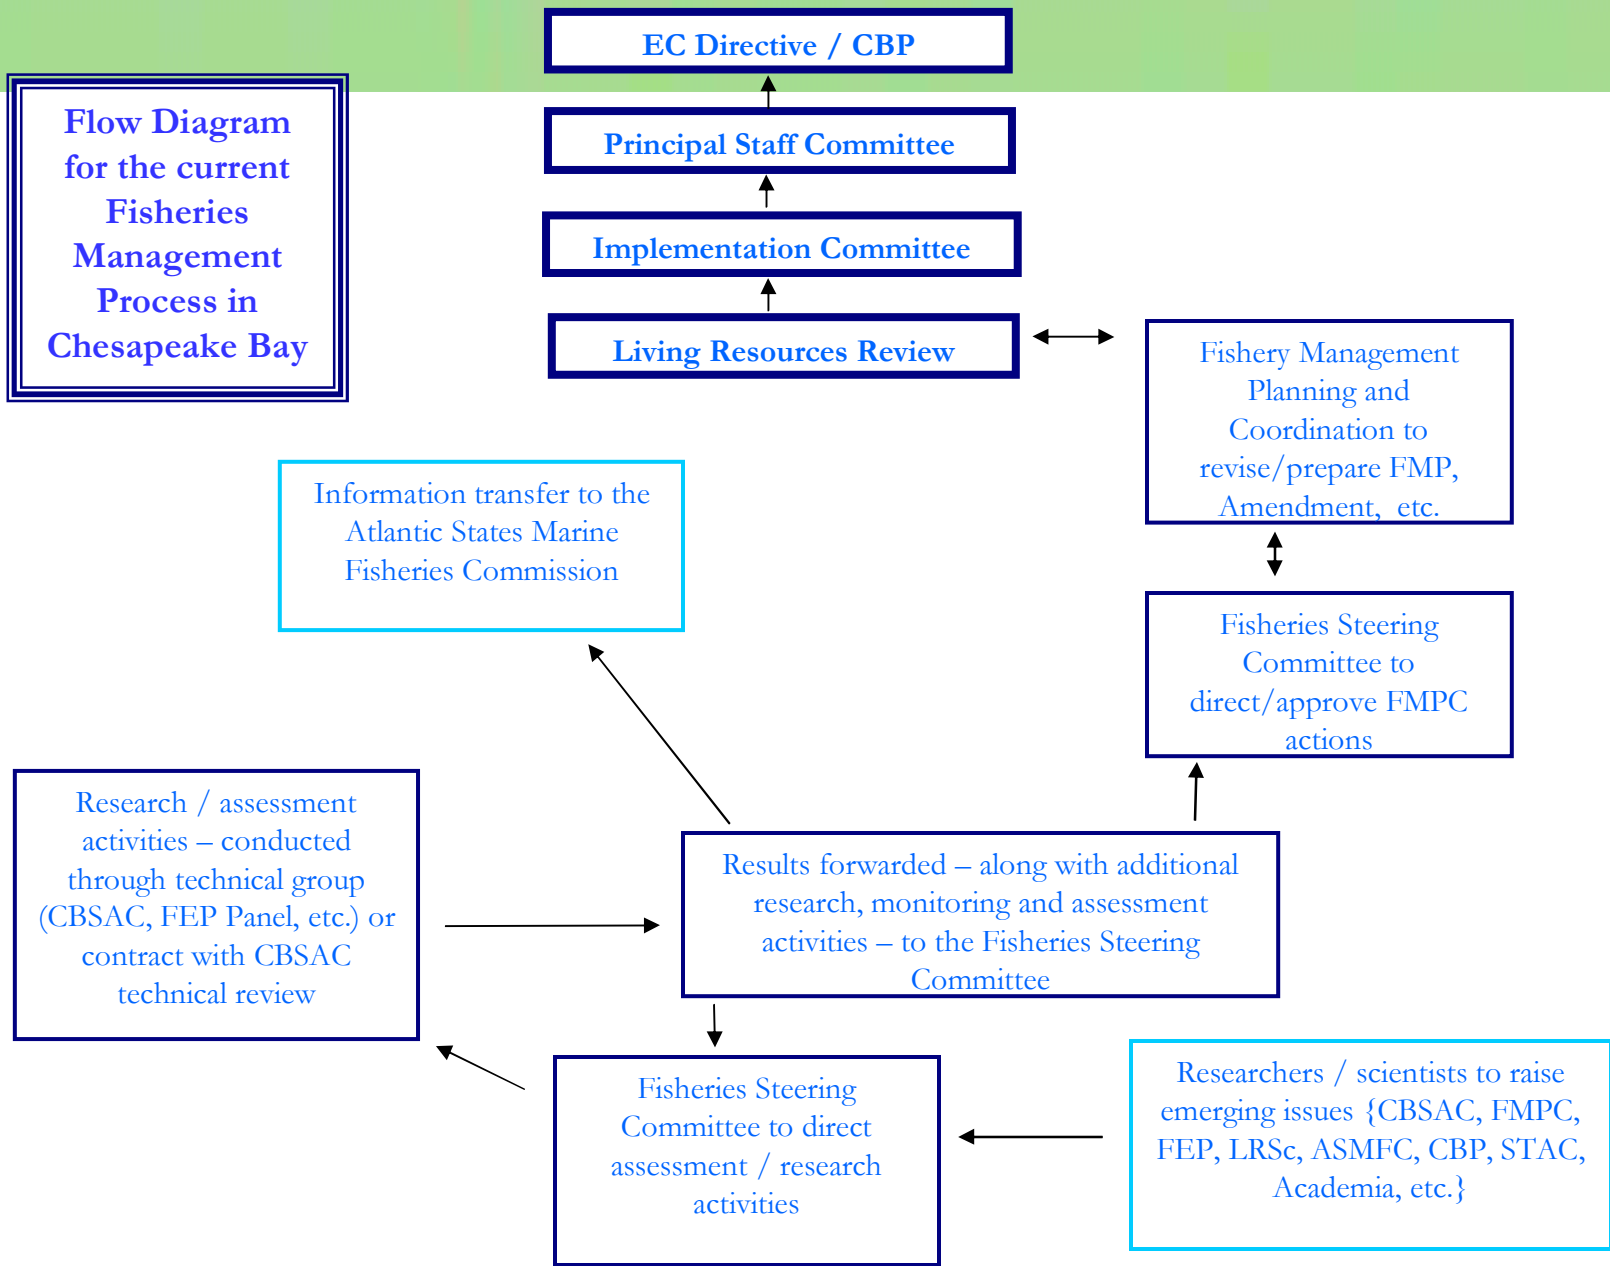 EC Directive / CBP
Flow Diagram
for the current
Fisheries
Management
Process in
Chesapeake Bay
Principal Staff Committee
Implementation Committee
Living Resources Review
Fishery Management
Planning and
Coordination to
revise/prepare FMP,
Amendment, etc.
Information transfer to the
Atlantic States Marine
Fisheries Commission
Fisheries Steering
Committee to
direct/approve FMPC
actions
Research / assessment
activities – conducted
through technical group
(CBSAC, FEP Panel, etc.) or
contract with CBSAC
technical review
Results forwarded – along with additional
research, monitoring and assessment
activities – to the Fisheries Steering
Committee
Fisheries Steering
Committee to direct
assessment / research
activities
Researchers / scientists to raise
emerging issues {CBSAC, FMPC,
FEP, LRSc, ASMFC, CBP, STAC,
Academia, etc.}